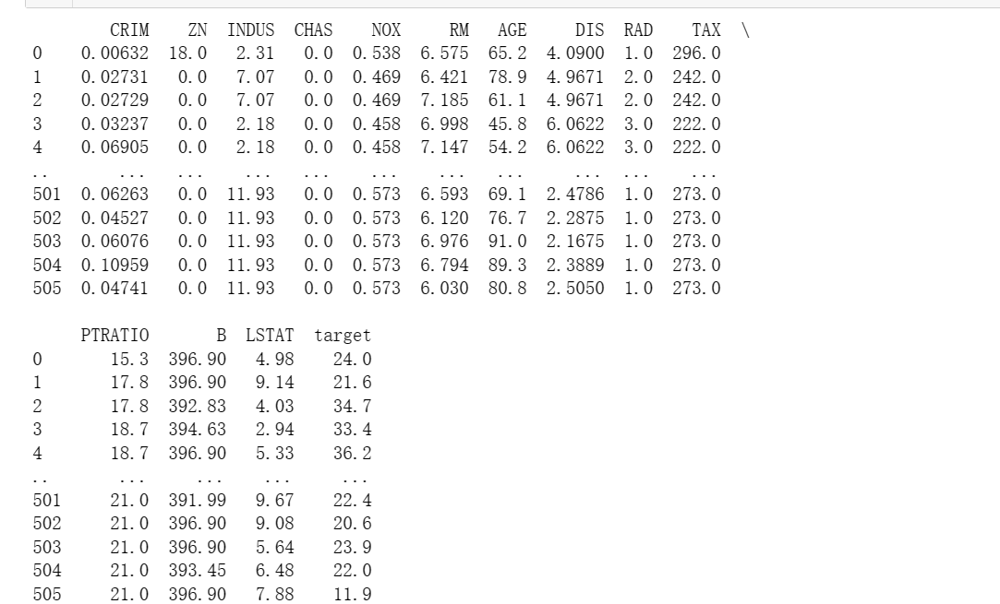 CRIM ZN INDUS CHAS NOX RM AGE DIS RAD TAX \
0 0.00632 18.0 2.31 0.0 0.538 6.575 65.2 4.0900 1.0 296.0
1 0.02731 0.0 7.07 0.0 0.469 6.421 78.9 4.9671 2.0 242.0
2 0.02729 0.0 7.07 0.0 0.469 7.185 61.1 4.9671 2.0 242.0
3 0.03237 0.0 2.18 0.0 0.458 6.998 45.8 6.0622 3.0 222.0
4 0.06905 0.0 2.18 0.0 0.458 7.147 54.2 6.0622 3.0 222.0
.. ... ... ... ... ... ... ... ... ... ...
501 0.06263 0.0 11.93 0.0 0.573 6.593 69.1 2.4786 1.0 273.0
502 0.04527 0.0 11.93 0.0 0.573 6.120 76.7 2.2875 1.0 273.0
503 0.06076 0.0 11.93 0.0 0.573 6.976 91.0 2.1675 1.0 273.0
504 0.10959 0.0 11.93 0.0 0.573 6.794 89.3 2.3889 1.0 273.0
505 0.04741 0.0 11.93 0.0 0.573 6.030 80.8 2.5050 1.0 273.0
PTRATIO B LSTAT target
0 15.3 396.90 4.98 24.0
1 17.8 396.90 9.14 21.6
2 17.8 392.83 4.03 34.7
3 18.7 394.63 2.94 33.4
4 18.7 396.90 5.33 36.2
.. ... ... ... ...
501 21.0 391.99 9.67 22.4
502 21.0 396.90 9.08 20.6
503 21.0 396.90 5.64 23.9
504 21.0 393.45 6.48 22.0
505 21.0 396.90 7.88 11.9